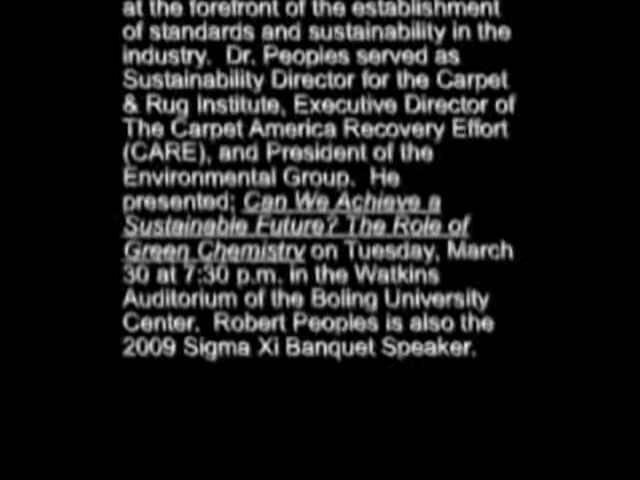 at the forefront of the establishment
of standards and sustainability in the
industry. Dr. Peoples served as
Sustainability Director for the Carpet
& Rug Institute, Executive Director of
The Carpet America Recovery Effort
(CARE), and President of the
Environmental Group. He
presented: Can We Achieve a
Sustainable Future? The Role of
Green Chemistry on Tuesday, March
30 at 7:30 p.m. in the Watkins
Auditorium of the Boling University
Center. Robert Peoples is also the
2009 Sigma Xi Banquet Speaker.